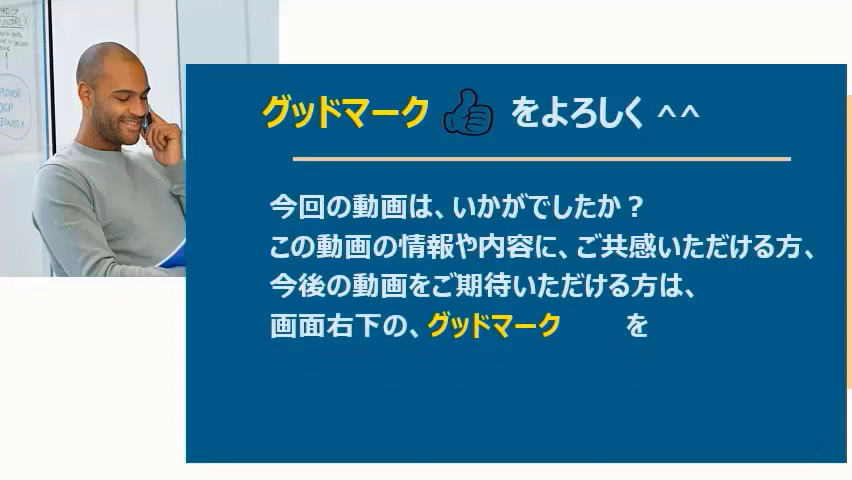 グッドマーク をよろしく ^^
今回の動画は、いかがでしたか？
この動画の情報や内容に、ご共感いただける方、
今後の動画をご期待いただける方は、
画面右下の、グッドマーク を